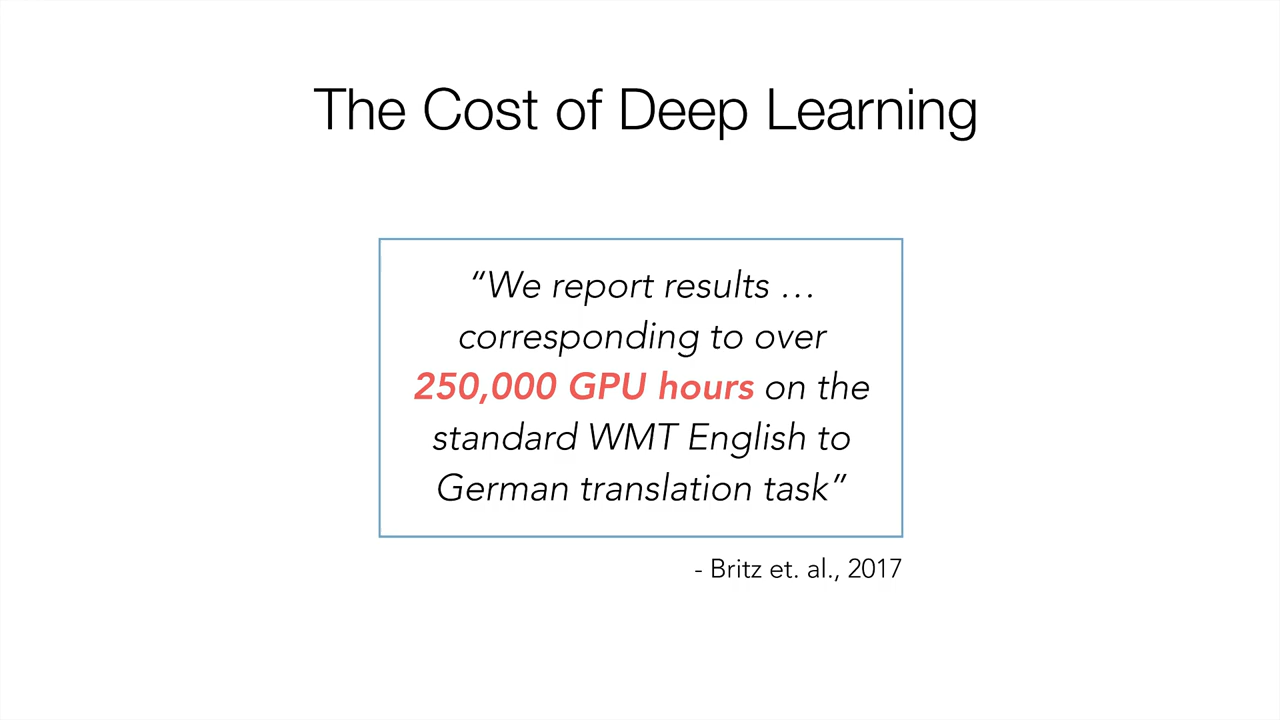 The Cost of Deep Learning
“We report results …
corresponding to over
250,000 GPU hours on the
standard WMT English to
German translation task”
- Britz et. al., 2017